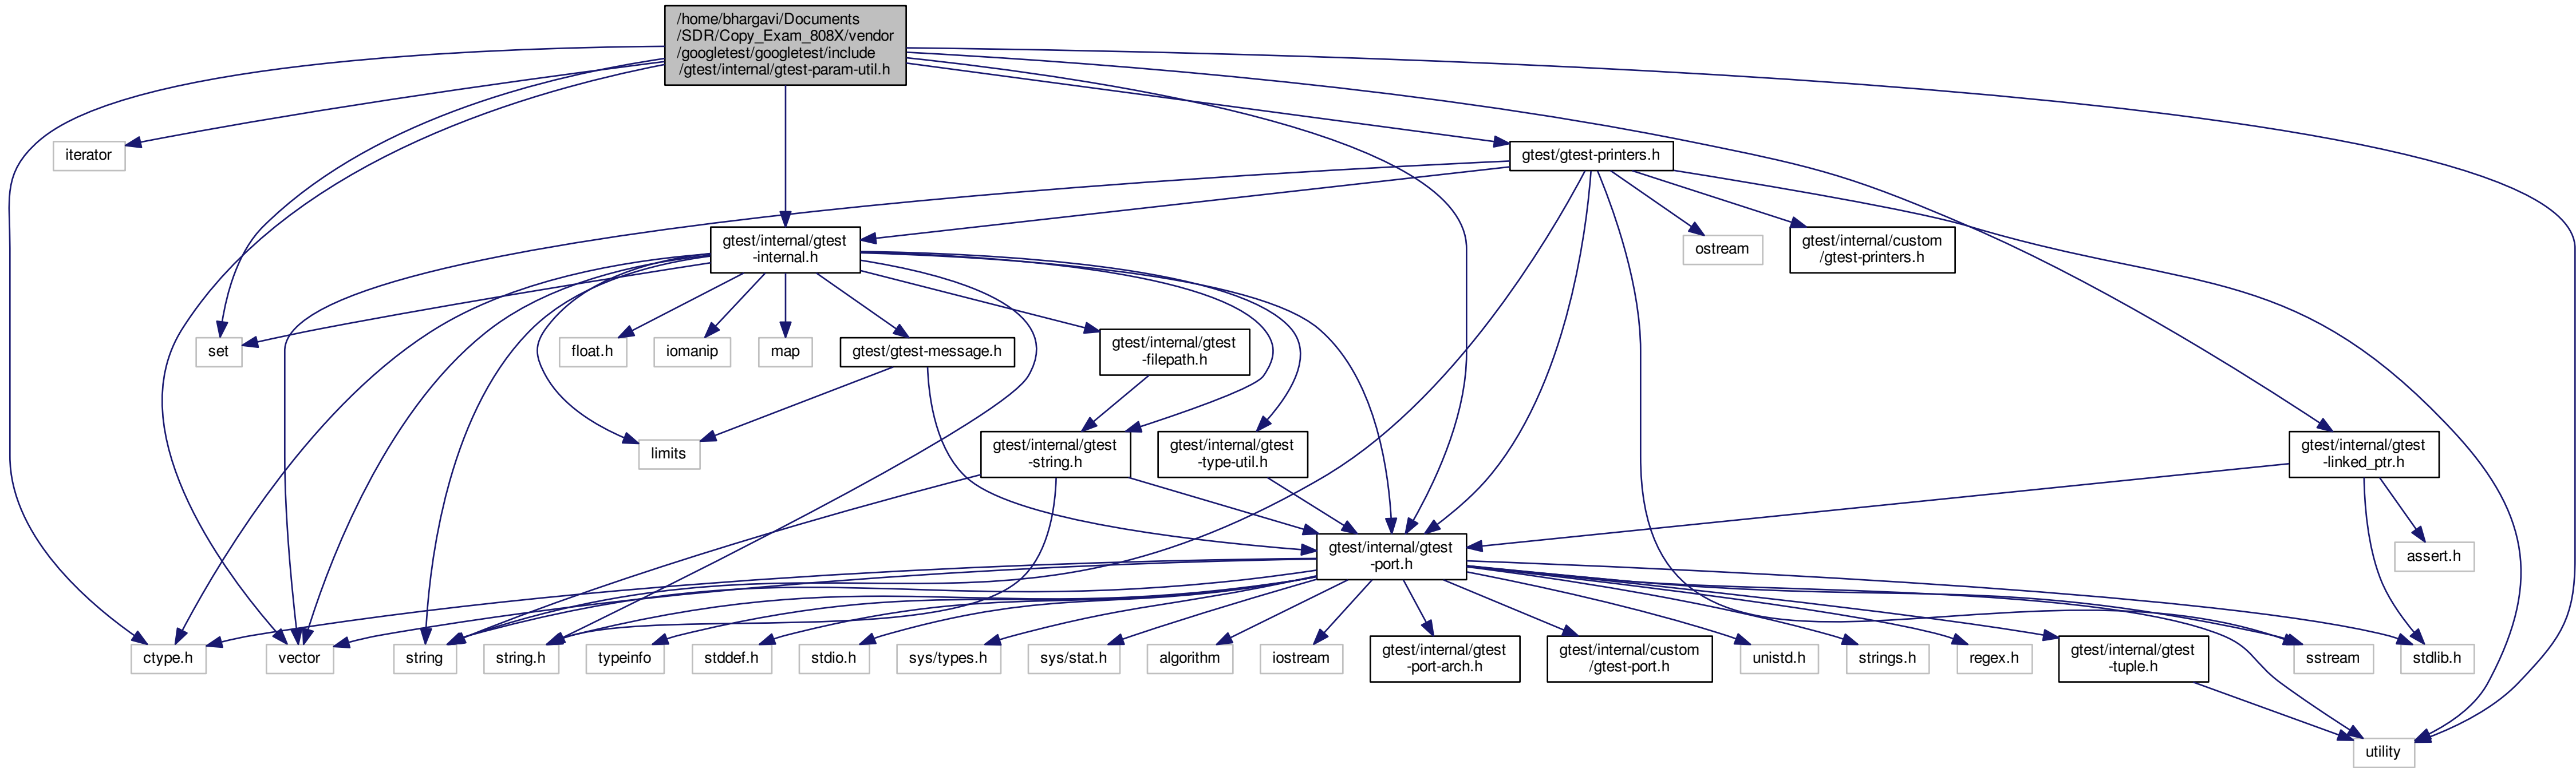 /home/bhargavi/Documents
/SDR/Copy_Exam_808X/vendor
/googletest/googletest/include
/gtest/internal/gtest-param-util.h
iterator
gtest/gtest-printers.h
gtest/internal/gtest
-internal.h
ostream
gtest/internal/custom
/gtest-printers.h
set
float.h
iomanip
map
gtest/gtest-message.h
gtest/internal/gtest
-filepath.h
limits
gtest/internal/gtest
-string.h
gtest/internal/gtest
-type-util.h
gtest/internal/gtest
-linked_ptr.h
gtest/internal/gtest
-port.h
assert.h
ctype.h
vector
string
string.h
typeinfo
stddef.h
stdio.h
sys/types.h
sys/stat.h
algorithm
iostream
gtest/internal/gtest
-port-arch.h
gtest/internal/custom
/gtest-port.h
unistd.h
strings.h
regex.h
gtest/internal/gtest
-tuple.h
sstream
stdlib.h
utility